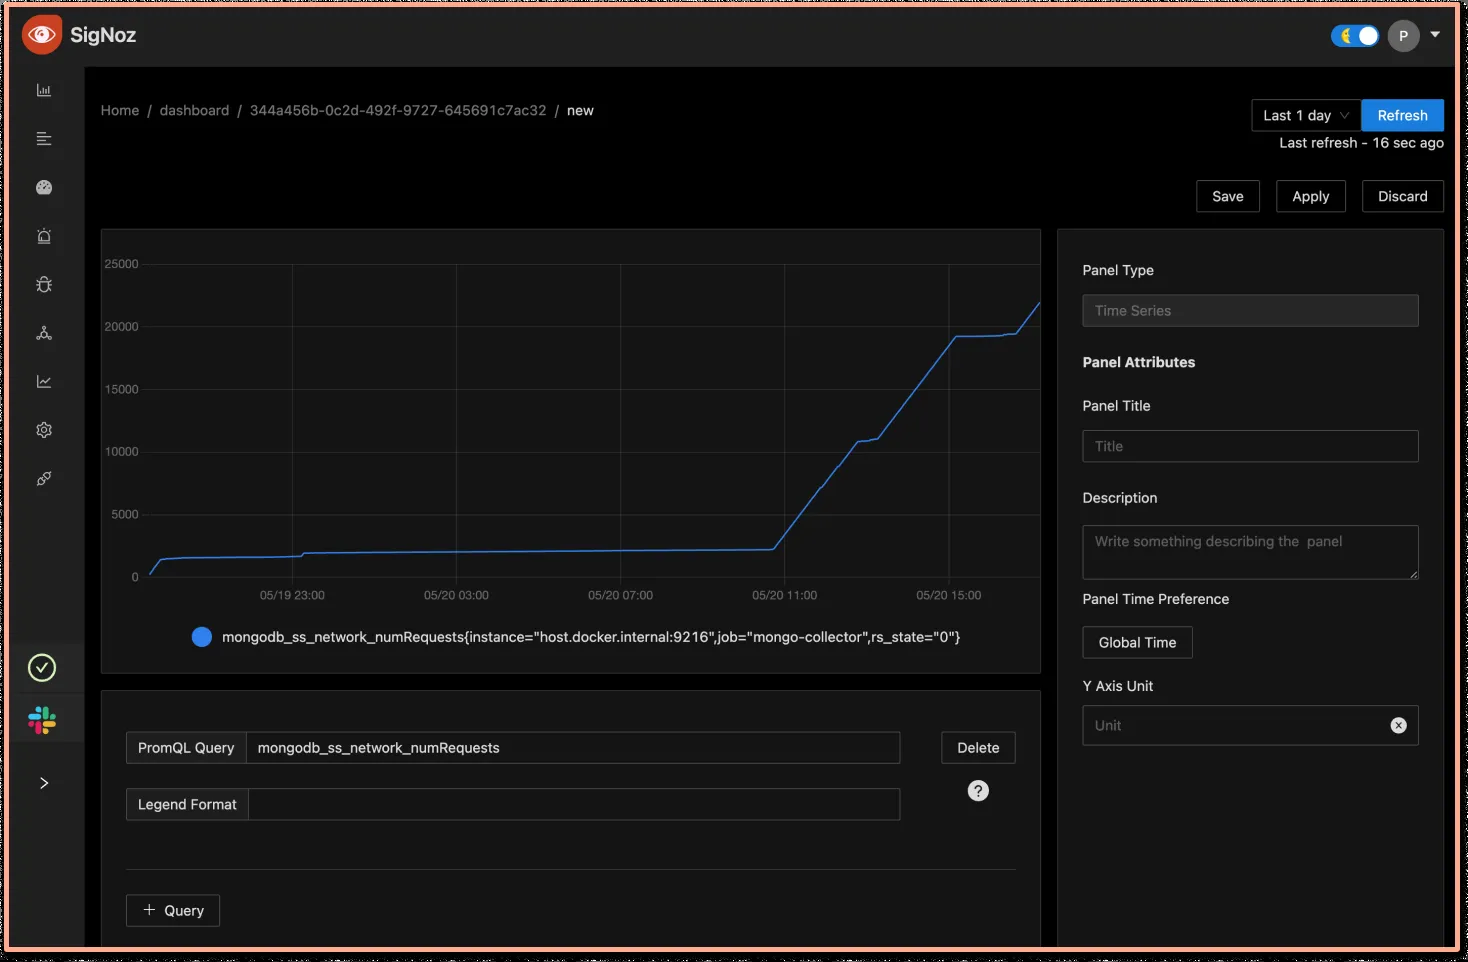 SigNoz
P
Home / dashboard / 344a456b-0c2d-492f-9727-645691c7ac32 / new
Last 1 day
Refresh
Last refresh - 16 sec ago
Save
Apply
Discard
25000
20000
15000
10000
5000
0
05/19 23:00
05/20 03:00
05/20 07:00
05/20 11:00
05/20 15:00
mongodb_ss_network_numRequests{instance="host.docker.internal:9216",job="mongo-collector",rs_state="0"}
Panel Type
Time Series
Panel Attributes
Panel Title
Title
Description
Write something describing the panel
Panel Time Preference
Global Time
Y Axis Unit
Unit
PromQL Query
mongodb_ss_network_numRequests
Delete
?
Legend Format
+ Query